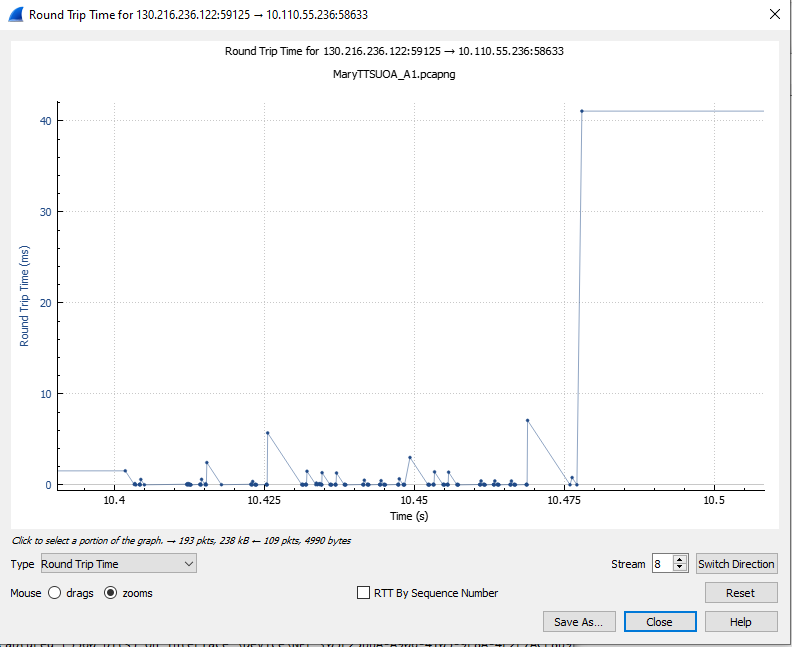 Round Trip Time for 130.216.236.122:59125 → 10.110.55.236:58633
Round Trip Time for 130.216.236.122:59125 → 10.110.55.236:58633
MaryTTSUOA_A1.pcapng
Round Trip Time (ms)
40
30
20
10
0
10.4
10.425
10.45
10.475
10.5
Time (s)
Click to select a portion of the graph. → 193 pkts, 238 kB ← 109 pkts, 4990 bytes
Type Round Trip Time Stream 8 Switch Direction
Mouse drags zooms RTT By Sequence Number Reset
Save As... Close Help